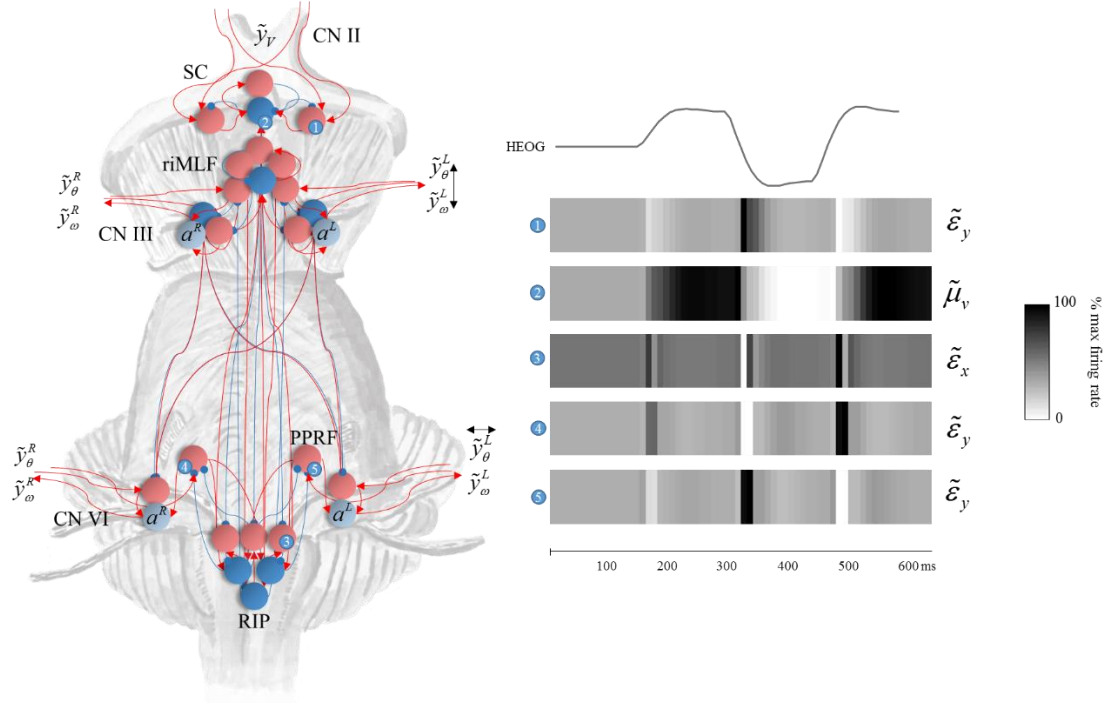 ỹ_V
CN II
SC
1
2
riMLF
ỹ_θ^R
ỹ_ω^R
ỹ_θ^L
ỹ_ω^L
CN III
a^R
a^L
PPRF
4
5
ỹ_θ^R
ỹ_ω^R
ỹ_θ^L
ỹ_ω^L
CN VI
a^R
a^L
3
RIP
HEOG
1
ε̃_y
2
μ̃_v
3
ε̃_x
4
ε̃_y
5
ε̃_y
100
0
% max firing rate
100 200 300 400 500 600 ms